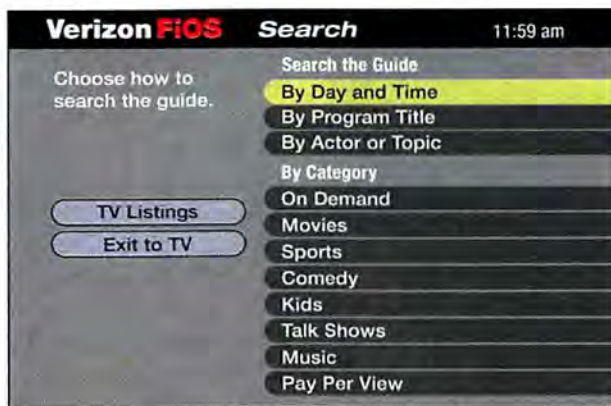 Verizon FiOS Search 11:59 am
Choose how to
search the guide.
TV Listings
Exit to TV
Search the Guide
By Day and Time
By Program Title
By Actor or Topic
By Category
On Demand
Movies
Sports
Comedy
Kids
Talk Shows
Music
Pay Per View